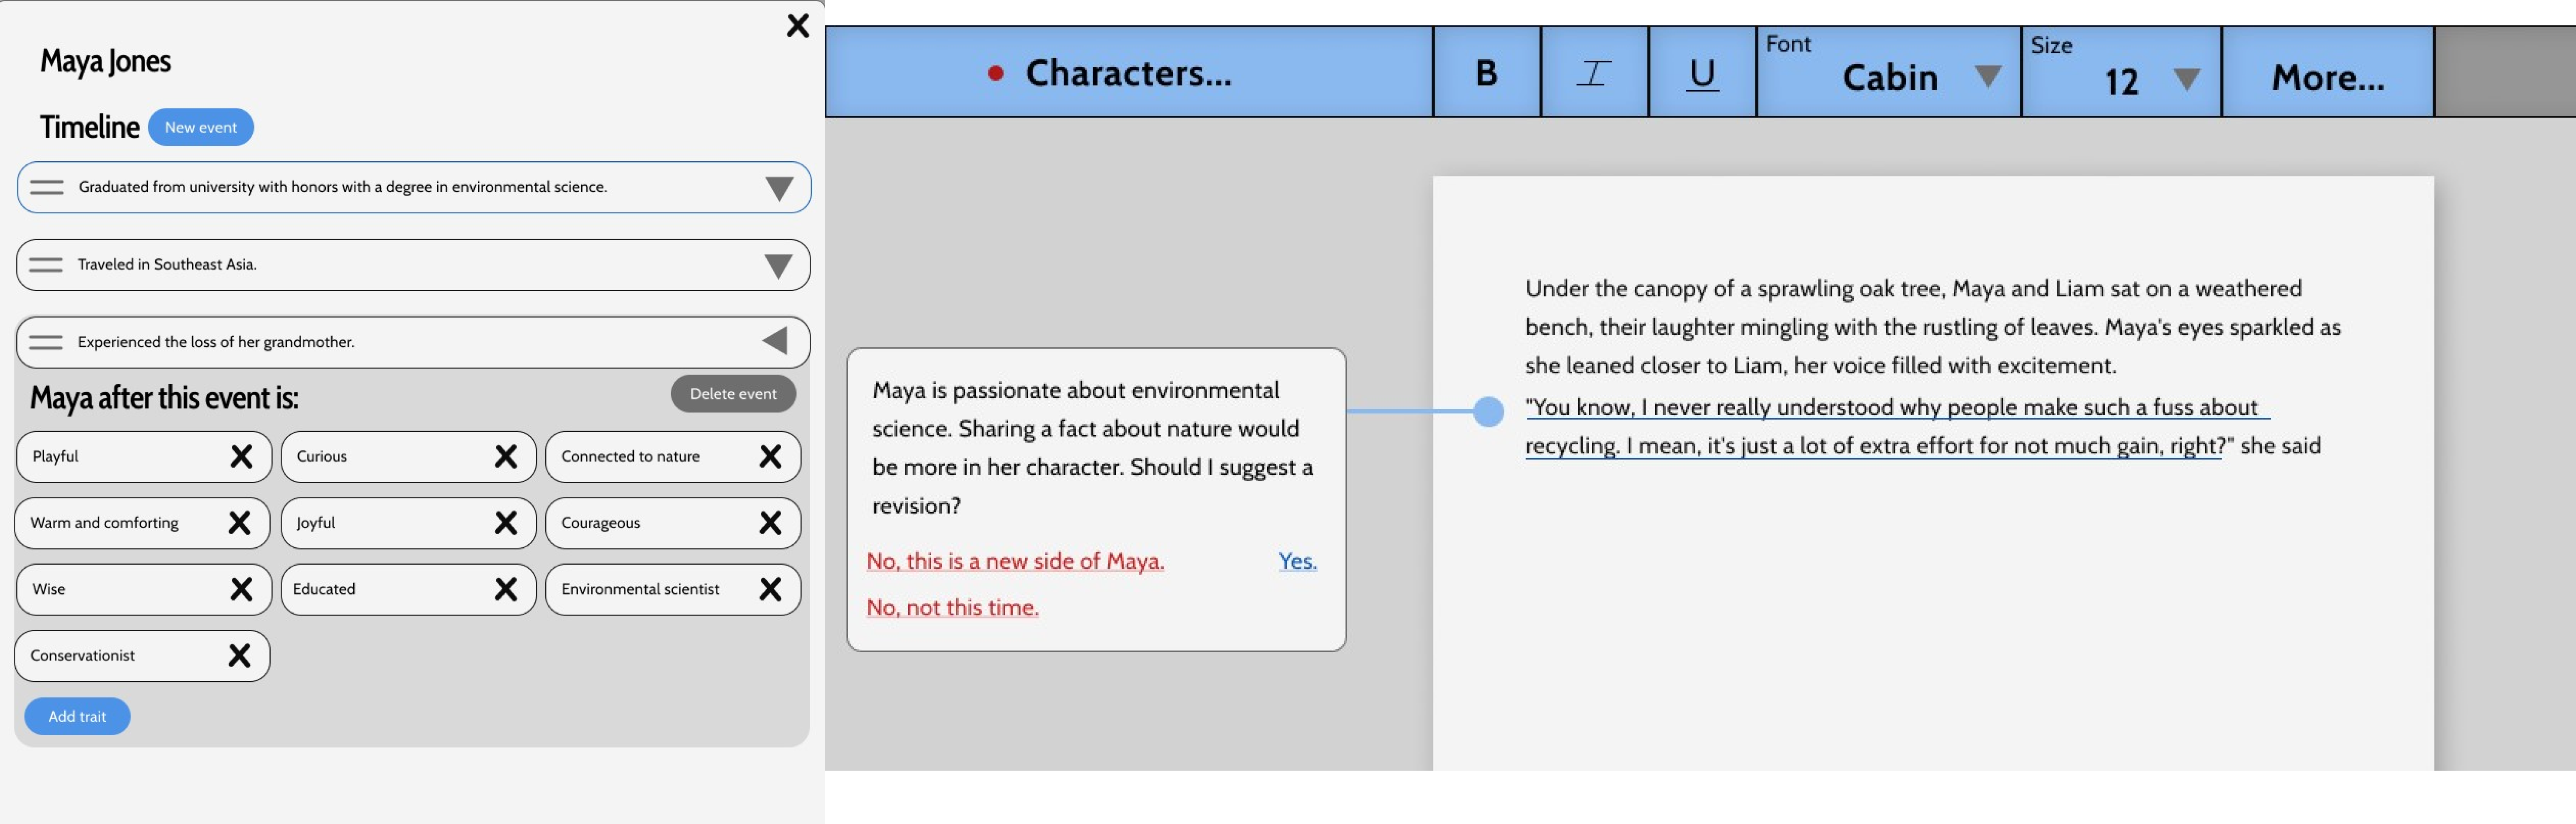 Maya Jones
Timeline
New event
Graduated from university with honors with a degree in environmental science.
Traveled in Southeast Asia.
Experienced the loss of her grandmother.
Maya after this event is:
Delete event
Playful
Curious
Connected to nature
Warm and comforting
Joyful
Courageous
Wise
Educated
Environmental scientist
Conservationist
Add trait
Characters...
B
I
U
Font
Cabin
Size
12
More...
Maya is passionate about environmental
science. Sharing a fact about nature would
be more in her character. Should I suggest a
revision?
No, this is a new side of Maya.
Yes.
No, not this time.
Under the canopy of a sprawling oak tree, Maya and Liam sat on a weathered
bench, their laughter mingling with the rustling of leaves. Maya's eyes sparkled as
she leaned closer to Liam, her voice filled with excitement.
"You know, I never really understood why people make such a fuss about
recycling. I mean, it's just a lot of extra effort for not much gain, right?" she said